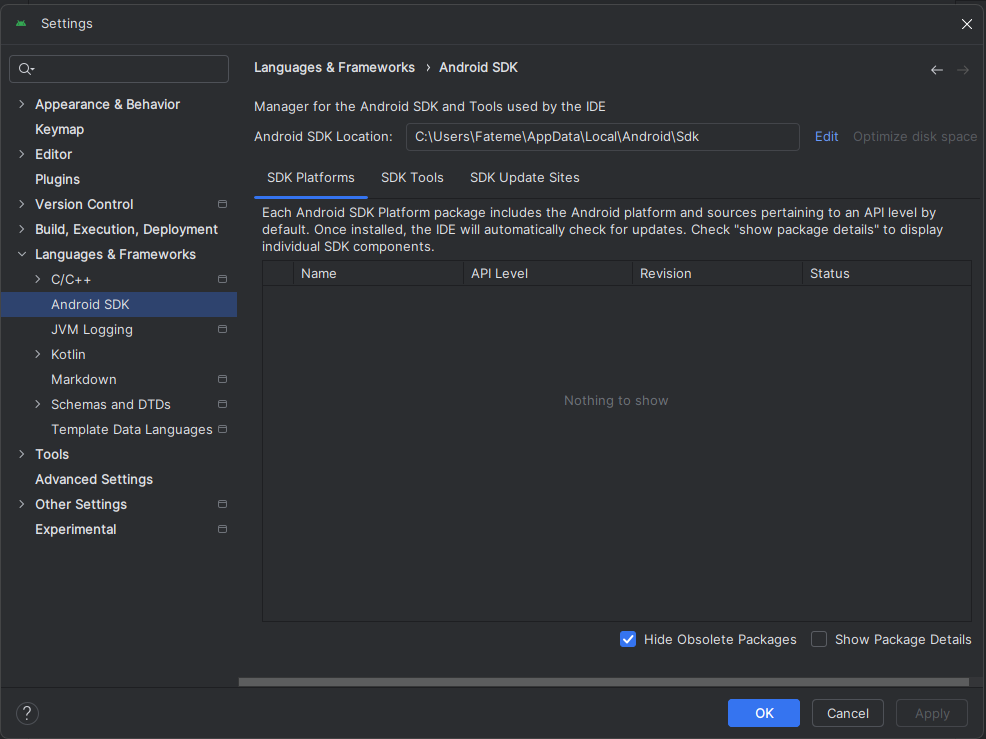 Settings
Languages & Frameworks › Android SDK
Appearance & Behavior
Keymap
Editor
Plugins
Version Control
Build, Execution, Deployment
Languages & Frameworks
C/C++
Android SDK
JVM Logging
Kotlin
Markdown
Schemas and DTDs
Template Data Languages
Tools
Advanced Settings
Other Settings
Experimental
Manager for the Android SDK and Tools used by the IDE
Android SDK Location: C:\Users\Fateme\AppData\Local\Android\Sdk Edit Optimize disk space
SDK Platforms SDK Tools SDK Update Sites
Each Android SDK Platform package includes the Android platform and sources pertaining to an API level by
default. Once installed, the IDE will automatically check for updates. Check "show package details" to display
individual SDK components.
Name API Level Revision Status
Nothing to show
Hide Obsolete Packages Show Package Details
? OK Cancel Apply